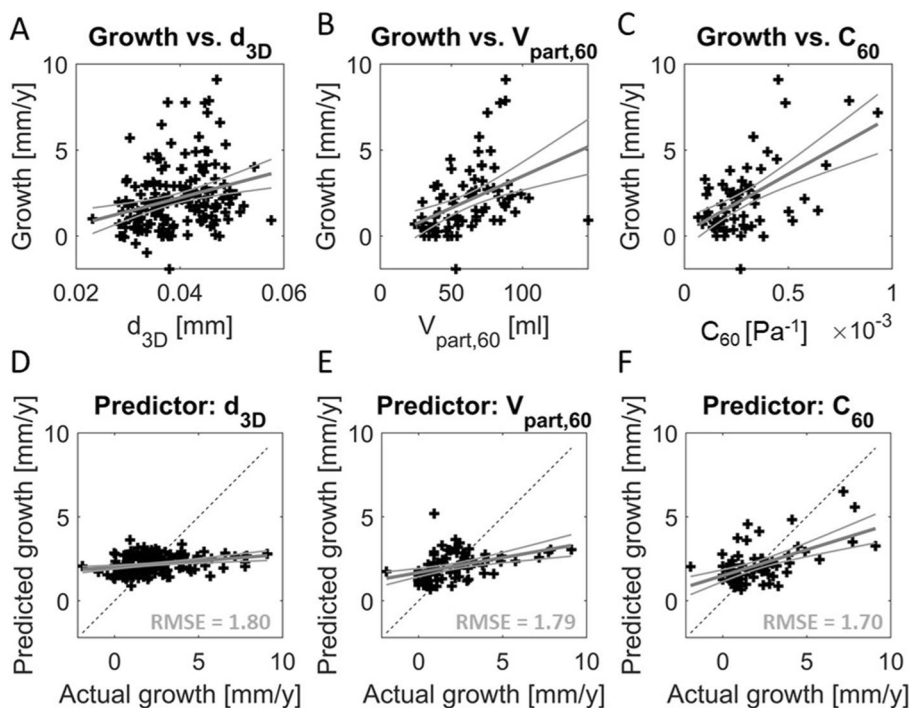 A
Growth vs. d3D
Growth [mm/y]
10
5
0
0.02 0.04 0.06
d3D [mm]
B
Growth vs. Vpart,60
Growth [mm/y]
10
5
0
0 50 100
Vpart,60 [ml]
C
Growth vs. C60
Growth [mm/y]
10
5
0
0 0.5 1
C60 [Pa-1] ×10-3
D
Predictor: d3D
Predicted growth [mm/y]
10
5
0
RMSE = 1.80
0 5 10
Actual growth [mm/y]
E
Predictor: Vpart,60
Predicted growth [mm/y]
10
5
0
RMSE = 1.79
0 5 10
Actual growth [mm/y]
F
Predictor: C60
Predicted growth [mm/y]
10
5
0
RMSE = 1.70
0 5 10
Actual growth [mm/y]